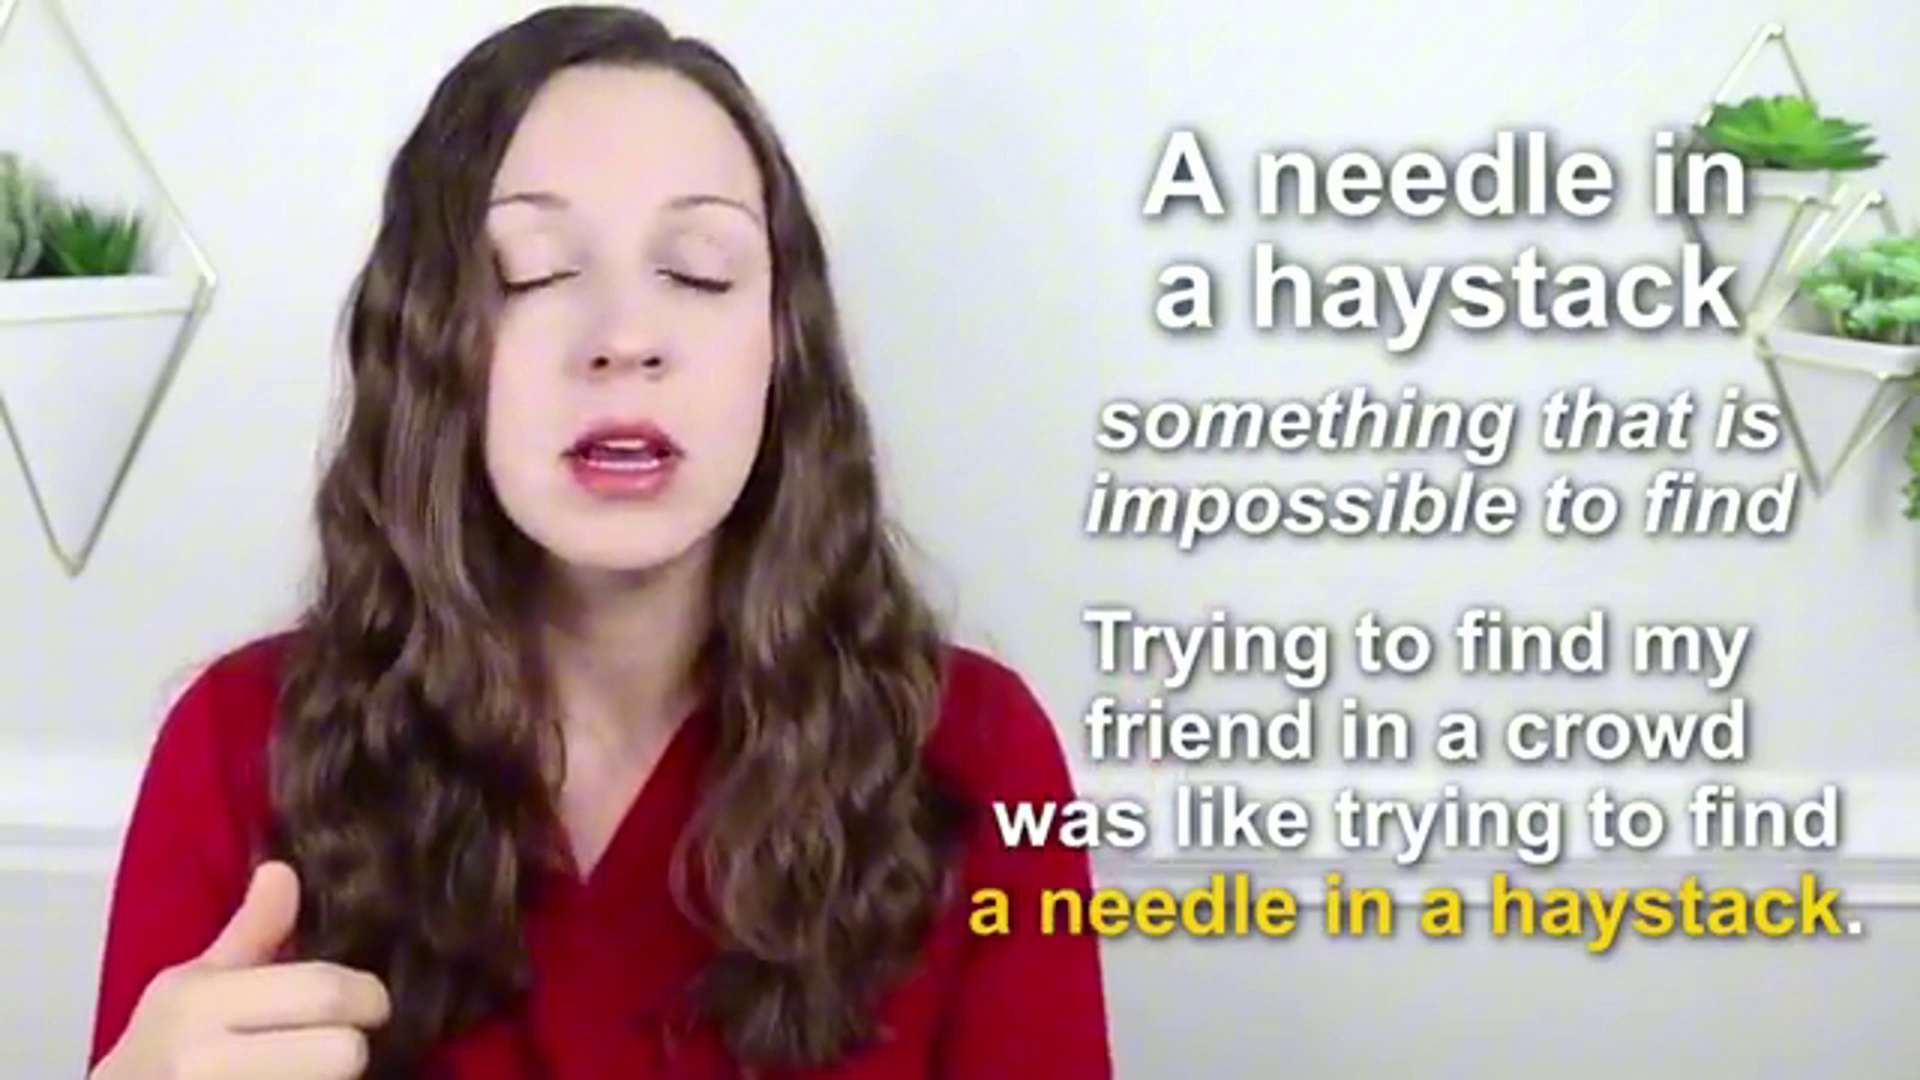 A needle in
a haystack
something that is
impossible to find
Trying to find my
friend in a crowd
was like trying to find
a needle in a haystack.